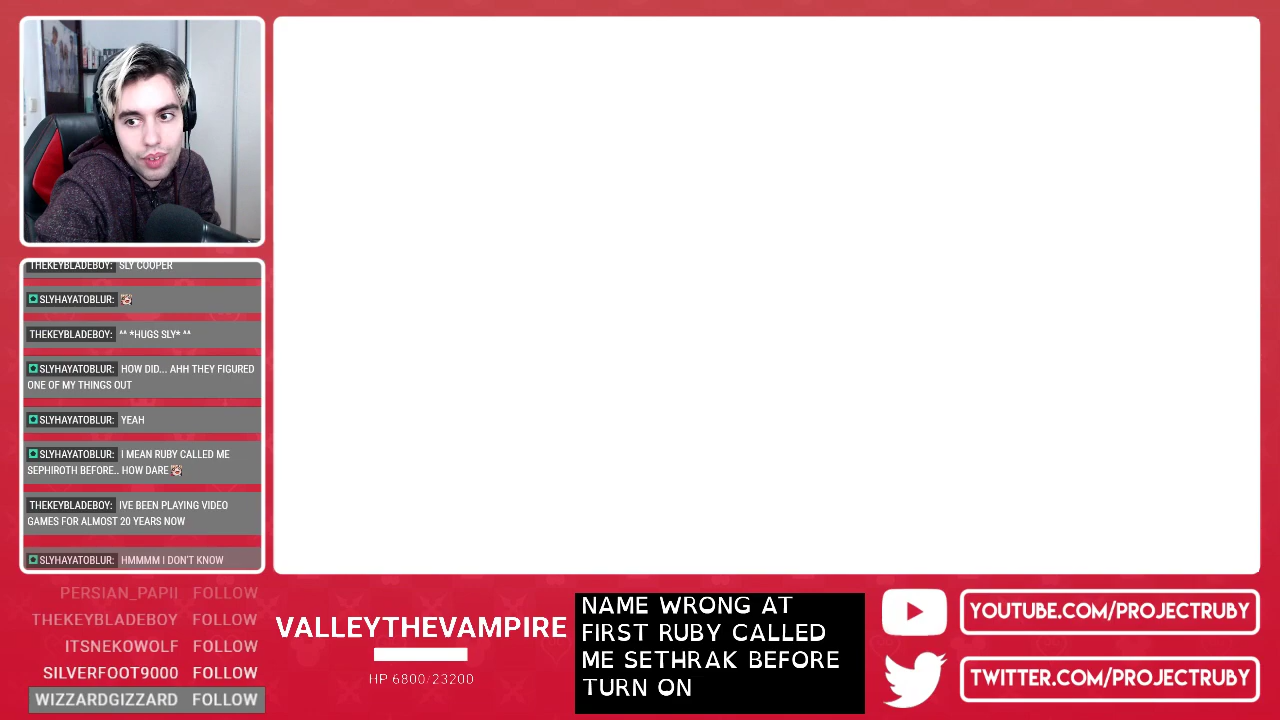 THEKEYBLADEBOY: SLY COOPER
SLYHAYATOBLUR:
THEKEYBLADEBOY: ^^ *HUGS SLY* ^^
SLYHAYATOBLUR: HOW DID... AHH THEY FIGURED
ONE OF MY THINGS OUT
SLYHAYATOBLUR: YEAH
SLYHAYATOBLUR: I MEAN RUBY CALLED ME
SEPHIROTH BEFORE.. HOW DARE
THEKEYBLADEBOY: IVE BEEN PLAYING VIDEO
GAMES FOR ALMOST 20 YEARS NOW
SLYHAYATOBLUR: HMMMM I DON'T KNOW
PERSIAN_PAPII FOLLOW
THEKEYBLADEBOY FOLLOW
ITSNEKOWOLF FOLLOW
SILVERFOOT9000 FOLLOW
WIZZARDGIZZARD FOLLOW
VALLEYTHEVAMPIRE
HP 6800/23200
NAME WRONG AT
FIRST RUBY CALLED
ME SETHRAK BEFORE
TURN ON
YOUTUBE.COM/PROJECTRUBY
TWITTER.COM/PROJECTRUBY